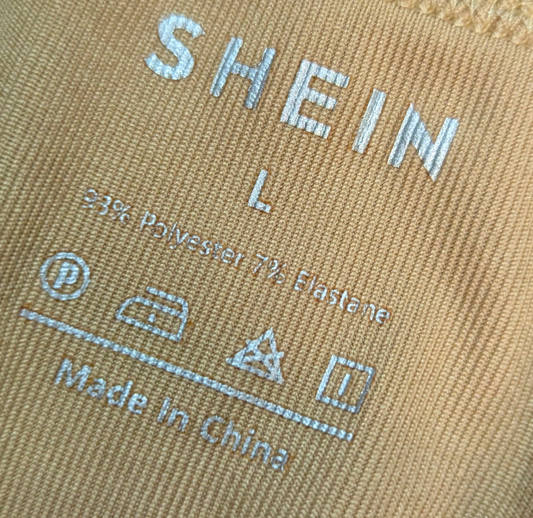 SHEIN
L
93% Polyester 7% Elastane
P
Made In China